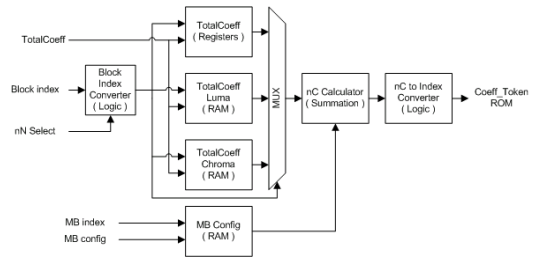 TotalCoeff
Block index
nN Select
Block
Index
Converter
( Logic )
TotalCoeff
( Registers )
TotalCoeff
Luma
( RAM )
TotalCoeff
Chroma
( RAM )
MUX
nC Calculator
( Summation )
nC to Index
Converter
( Logic )
Coeff_Token
ROM
MB index
MB config
MB Config
( RAM )